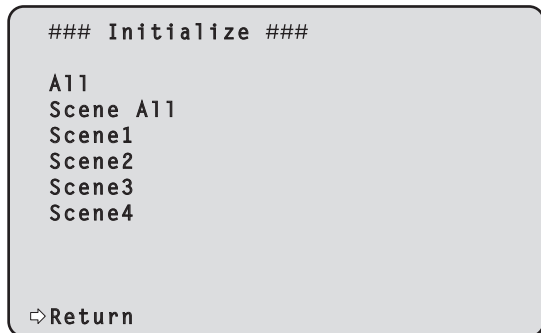 ### Initialize ###
All
Scene All
Scene1
Scene2
Scene3
Scene4
⇨Return